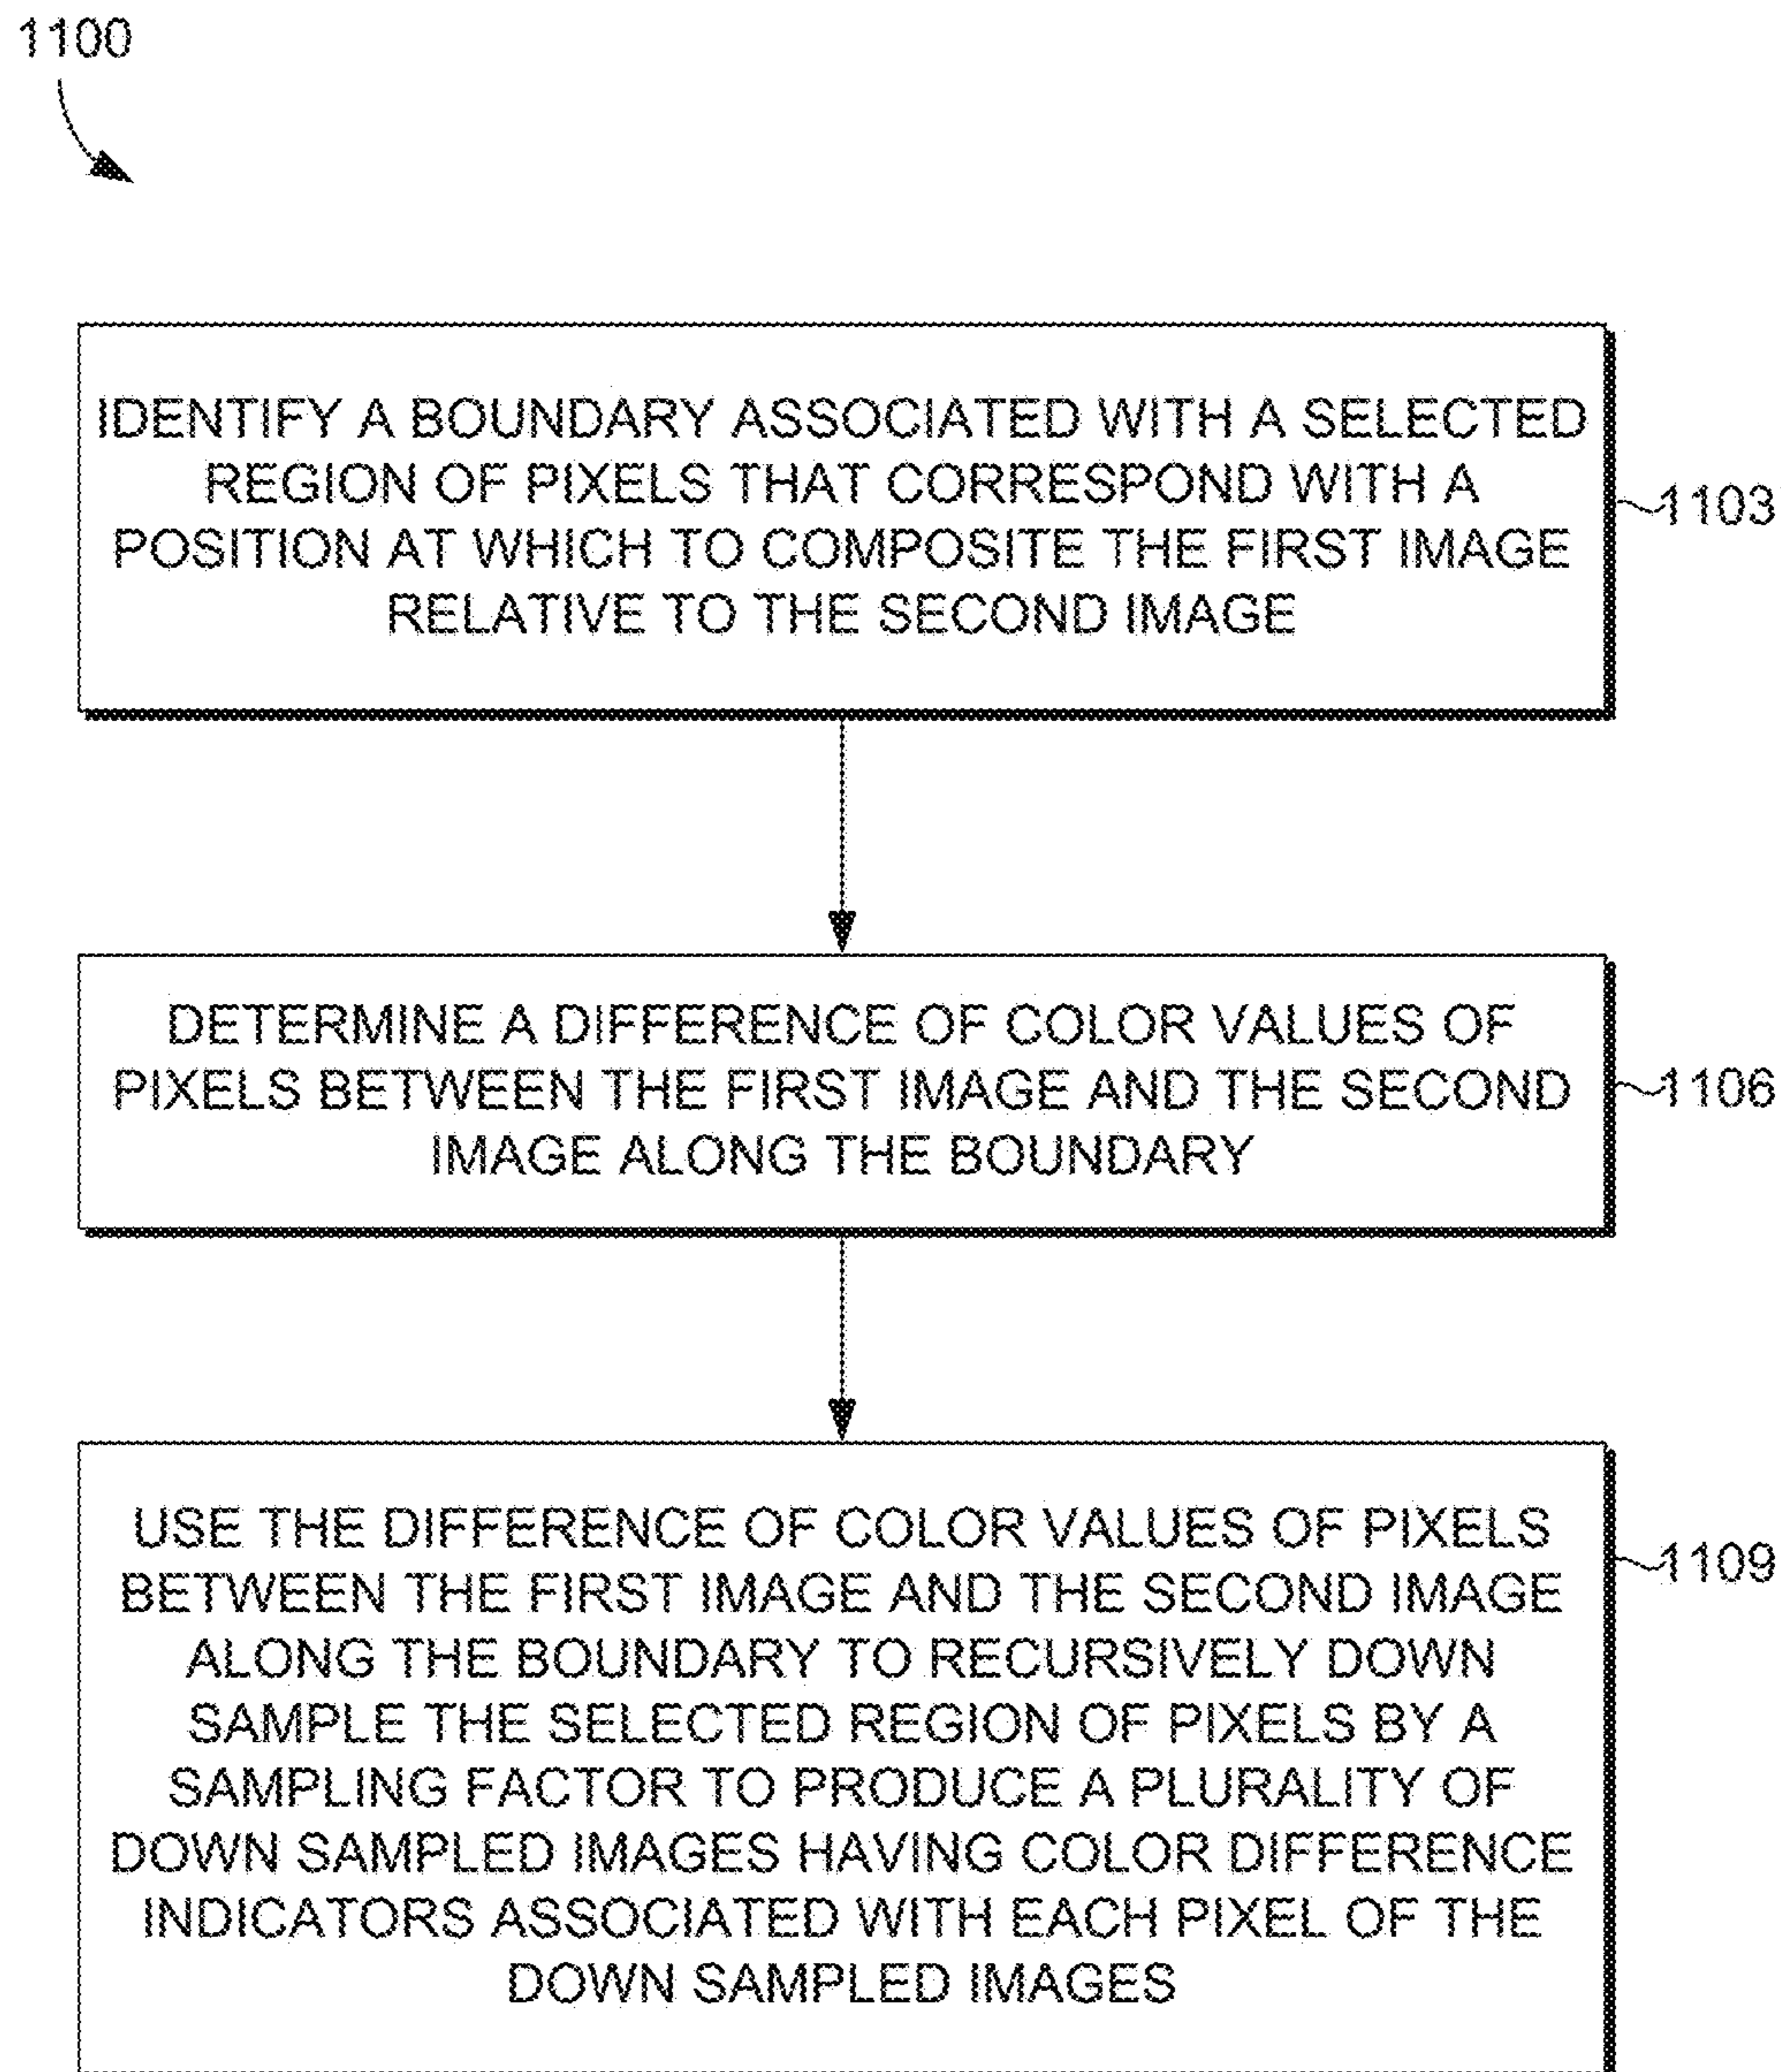 1100
IDENTIFY A BOUNDARY ASSOCIATED WITH A SELECTED
REGION OF PIXELS THAT CORRESPOND WITH A
POSITION AT WHICH TO COMPOSITE THE FIRST IMAGE
RELATIVE TO THE SECOND IMAGE
1103
DETERMINE A DIFFERENCE OF COLOR VALUES OF
PIXELS BETWEEN THE FIRST IMAGE AND THE SECOND
IMAGE ALONG THE BOUNDARY
1106
USE THE DIFFERENCE OF COLOR VALUES OF PIXELS
BETWEEN THE FIRST IMAGE AND THE SECOND IMAGE
ALONG THE BOUNDARY TO RECURSIVELY DOWN
SAMPLE THE SELECTED REGION OF PIXELS BY A
SAMPLING FACTOR TO PRODUCE A PLURALITY OF
DOWN SAMPLED IMAGES HAVING COLOR DIFFERENCE
INDICATORS ASSOCIATED WITH EACH PIXEL OF THE
DOWN SAMPLED IMAGES
1109